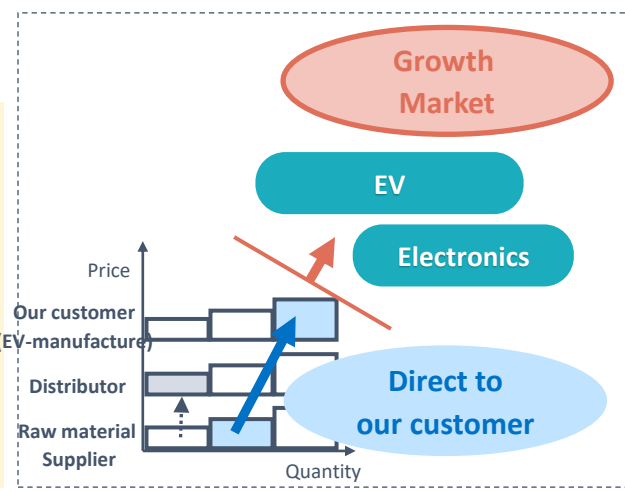 Growth
Market
EV
Electronics
Price
Our customer
(EV-manufacture)
Distributor
Raw material
Supplier
Quantity
Direct to
our customer